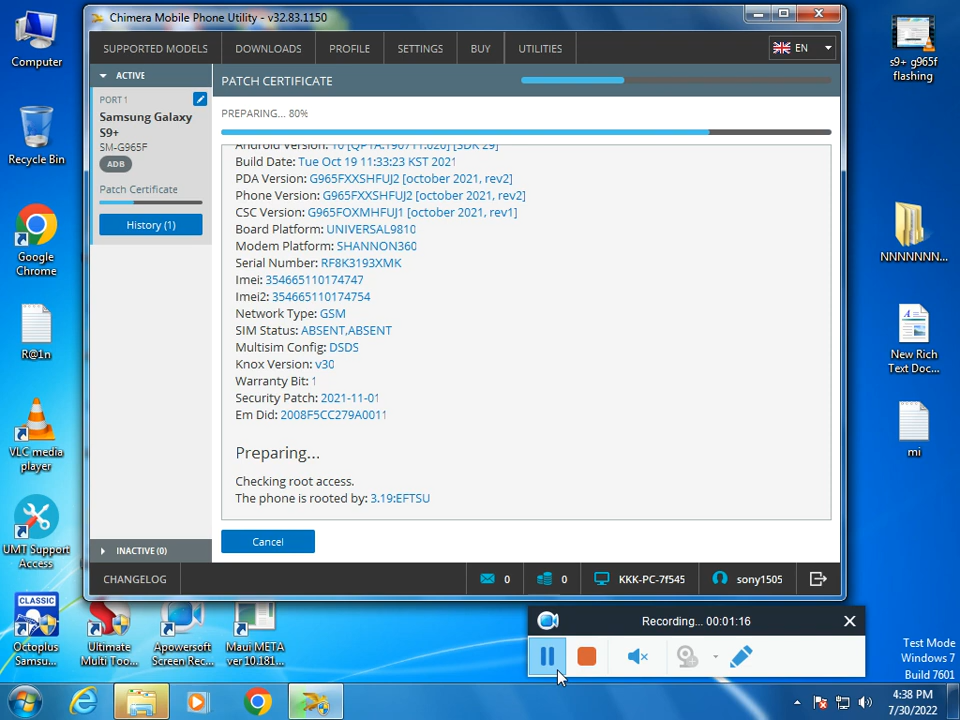 Chimera Mobile Phone Utility - v32.83.1150
SUPPORTED MODELS
DOWNLOADS
PROFILE
SETTINGS
BUY
UTILITIES
EN
ACTIVE
PORT 1
Samsung Galaxy
S9+
SM-G965F
ADB
Patch Certificate
History (1)
INACTIVE (0)
PATCH CERTIFICATE
PREPARING... 80%
Android Version: 10 [QP1A.190711.020] [SDK 29]
Build Date: Tue Oct 19 11:33:23 KST 2021
PDA Version: G965FXXSHFUJ2 [october 2021, rev2]
Phone Version: G965FXXSHFUJ2 [october 2021, rev2]
CSC Version: G965FOXMHFUJ1 [october 2021, rev1]
Board Platform: UNIVERSAL9810
Modem Platform: SHANNON360
Serial Number: RF8K3193XMK
Imei: 354665110174747
Imei2: 354665110174754
Network Type: GSM
SIM Status: ABSENT,ABSENT
Multisim Config: DSDS
Knox Version: v30
Warranty Bit: 1
Security Patch: 2021-11-01
Em Did: 2008F5CC279A0011
Preparing...
Checking root access.
The phone is rooted by: 3.19:EFTSU
Cancel
CHANGELOG
0
0
KKK-PC-7f545
sony1505
Recording... 00:01:16
Computer
Recycle Bin
Google
Chrome
R@1n
VLC media
player
UMT Support
Access
CLASSIC
Octoplus
Samsu...
Ultimate
Multi Too...
Apowersoft
Screen Rec...
Maui META
ver 10.181...
s9+ g965f
flashing
NNNNNNN...
New Rich
Text Doc...
mi
Test Mode
Windows 7
Build 7601
4:38 PM
7/30/2022